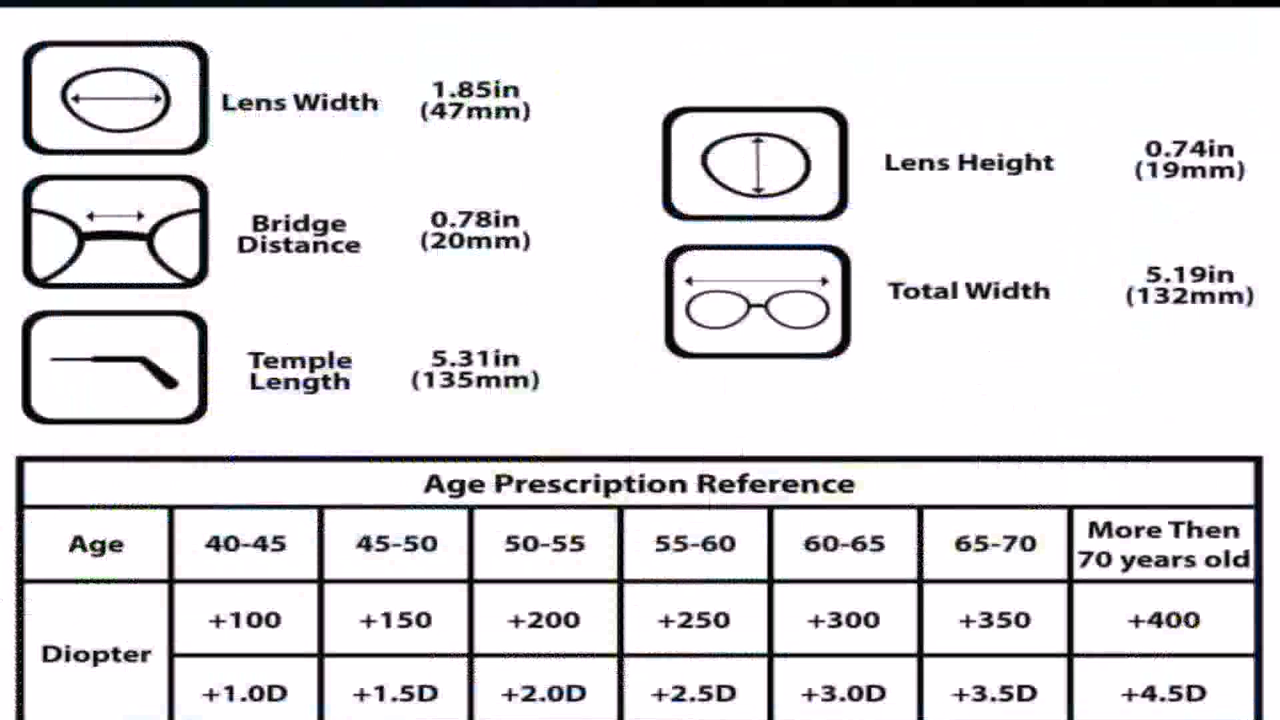 Lens Width 1.85in
(47mm)
Bridge
Distance 0.78in
(20mm)
Temple
Length 5.31in
(135mm)
Lens Height 0.74in
(19mm)
Total Width 5.19in
(132mm)
Age Prescription Reference
Age 40-45 45-50 50-55 55-60 60-65 65-70 More Then
70 years old
Diopter +100 +150 +200 +250 +300 +350 +400
+1.0D +1.5D +2.0D +2.5D +3.0D +3.5D +4.5D